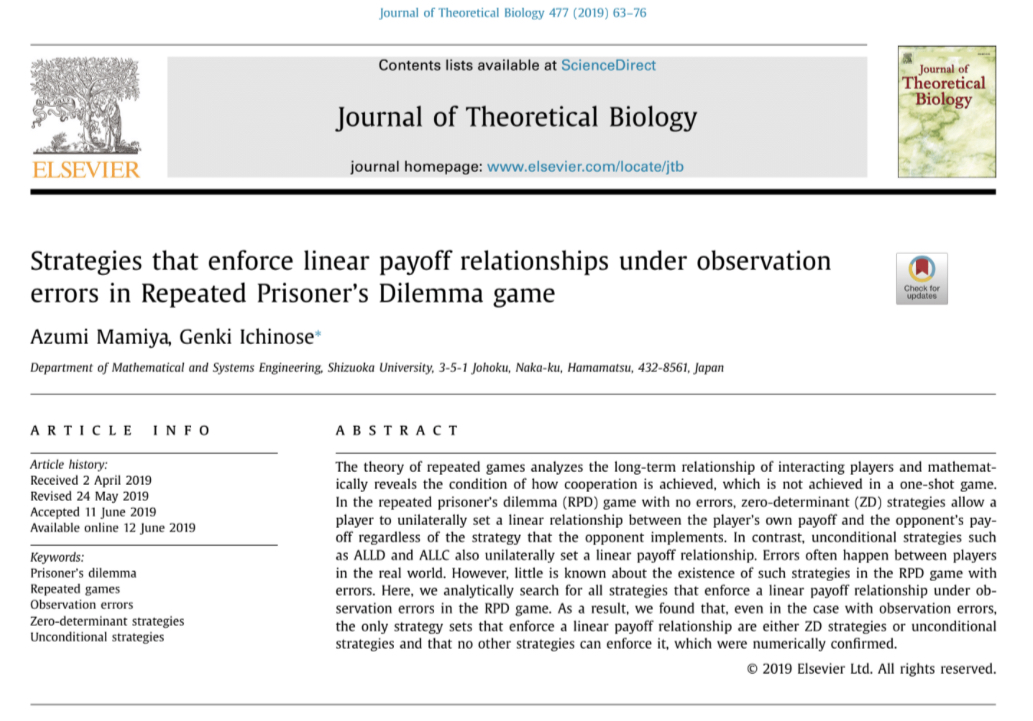 Journal of Theoretical Biology 477 (2019) 63–76
Contents lists available at ScienceDirect
Journal of Theoretical Biology
journal homepage: www.elsevier.com/locate/jtb
ELSEVIER
Journal of
Theoretical
Biology
Strategies that enforce linear payoff relationships under observation
errors in Repeated Prisoner's Dilemma game
Check for
updates
Azumi Mamiya, Genki Ichinose*
Department of Mathematical and Systems Engineering, Shizuoka University, 3-5-1 Johoku, Naka-ku, Hamamatsu, 432-8561, Japan
ARTICLE INFO
Article history:
Received 2 April 2019
Revised 24 May 2019
Accepted 11 June 2019
Available online 12 June 2019
Keywords:
Prisoner's dilemma
Repeated games
Observation errors
Zero-determinant strategies
Unconditional strategies
ABSTRACT
The theory of repeated games analyzes the long-term relationship of interacting players and mathemat-
ically reveals the condition of how cooperation is achieved, which is not achieved in a one-shot game.
In the repeated prisoner's dilemma (RPD) game with no errors, zero-determinant (ZD) strategies allow a
player to unilaterally set a linear relationship between the player's own payoff and the opponent's pay-
off regardless of the strategy that the opponent implements. In contrast, unconditional strategies such
as ALLD and ALLC also unilaterally set a linear payoff relationship. Errors often happen between players
in the real world. However, little is known about the existence of such strategies in the RPD game with
errors. Here, we analytically search for all strategies that enforce a linear payoff relationship under ob-
servation errors in the RPD game. As a result, we found that, even in the case with observation errors,
the only strategy sets that enforce a linear payoff relationship are either ZD strategies or unconditional
strategies and that no other strategies can enforce it, which were numerically confirmed.
© 2019 Elsevier Ltd. All rights reserved.